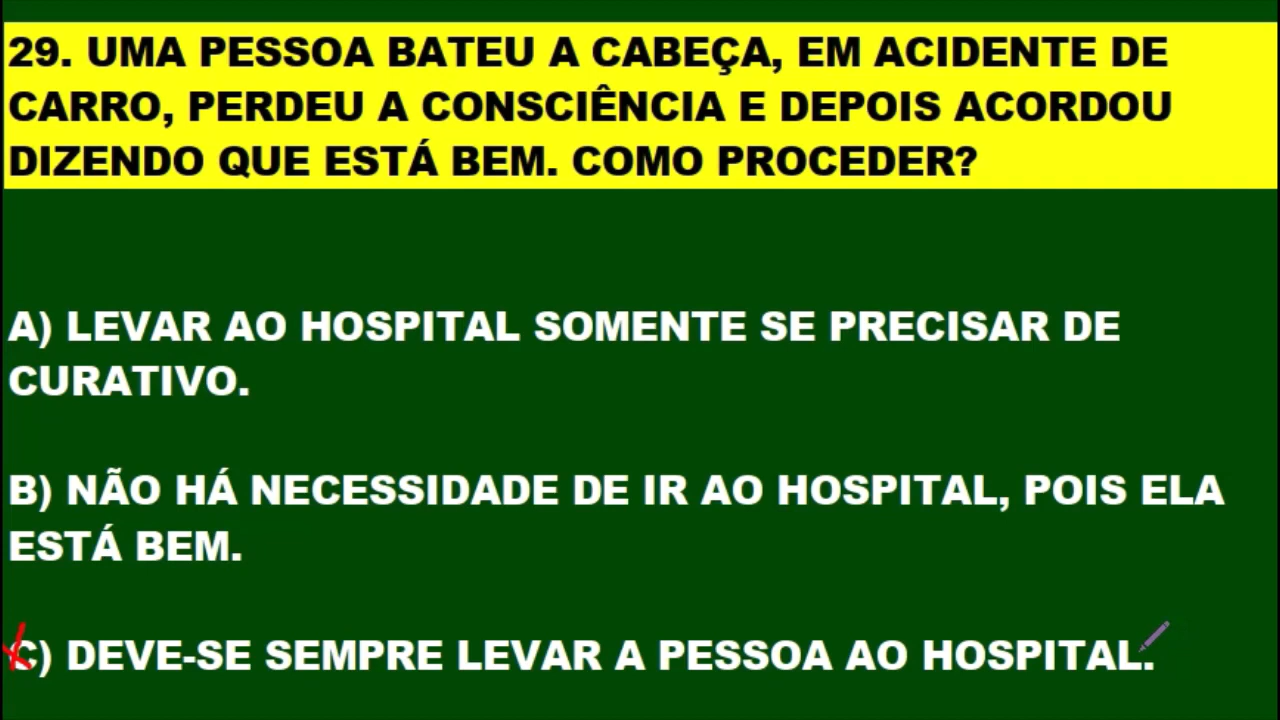 29. UMA PESSOA BATEU A CABEÇA, EM ACIDENTE DE
CARRO, PERDEU A CONSCIÊNCIA E DEPOIS ACORDOU
DIZENDO QUE ESTÁ BEM. COMO PROCEDER?
A) LEVAR AO HOSPITAL SOMENTE SE PRECISAR DE
CURATIVO.
B) NÃO HÁ NECESSIDADE DE IR AO HOSPITAL, POIS ELA
ESTÁ BEM.
C) DEVE-SE SEMPRE LEVAR A PESSOA AO HOSPITAL.